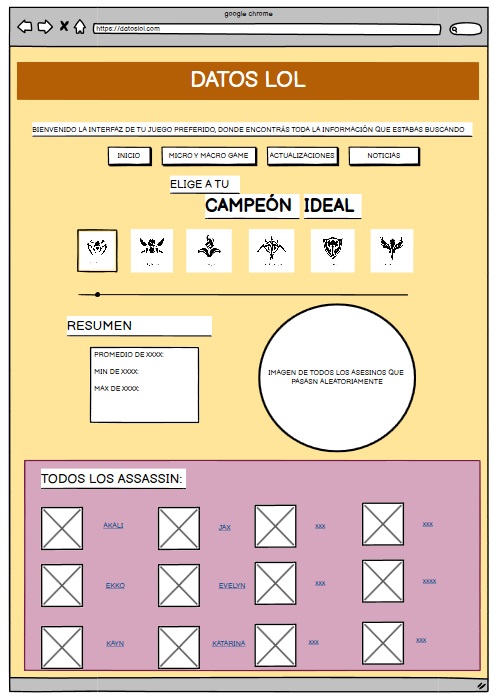 google chrome
https://datoslol.com
DATOS LOL
BIENVENIDO LA INTERFAZ DE TU JUEGO PREFERIDO, DONDE ENCONTRÁS TODA LA INFORMACIÓN QUE ESTABAS BUSCANDO
INICIO
MICRO Y MACRO GAME
ACTUALIZACIONES
NOTICIAS
ELIGE A TU
CAMPEÓN IDEAL
RESUMEN
PROMEDIO DE XXXX:
MIN DE XXXX:
MAX DE XXXX:
IMAGEN DE TODOS LOS ASESINOS QUE
PASASN ALEATORIAMENTE
TODOS LOS ASSASSIN:
AKALI
JAX
xxx
xxx
EKKO
EVELYN
xxx
xxxx
KAYN
KATARINA
xxx
xxx